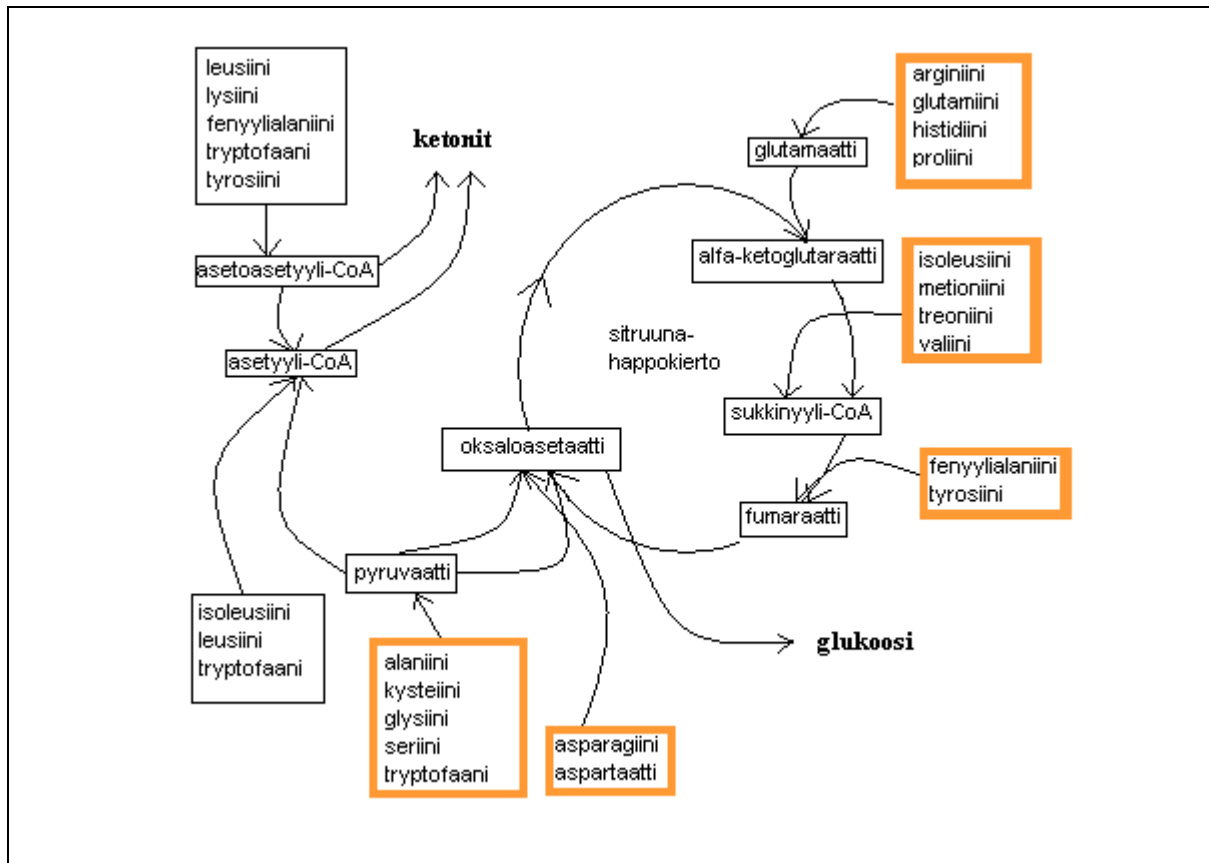 leusiini
lysiini
fenyylialaniini
tryptofaani
tyrosiini
ketonit
arginiini
glutamiini
histidiini
proliini
glutamaatti
asetoasetyyli-CoA
alfa-ketoglutaraatti
isoleusiini
metioniini
treoniini
valiini
sitruuna-
happokierto
asetyyli-CoA
sukkinyyli-CoA
oksaloasetaatti
fenyylialaniini
tyrosiini
fumaraatti
pyruvaatti
isoleusiini
leusiini
tryptofaani
glukoosi
alaniini
kysteiini
glysiini
seriini
tryptofaani
asparagiini
aspartaatti